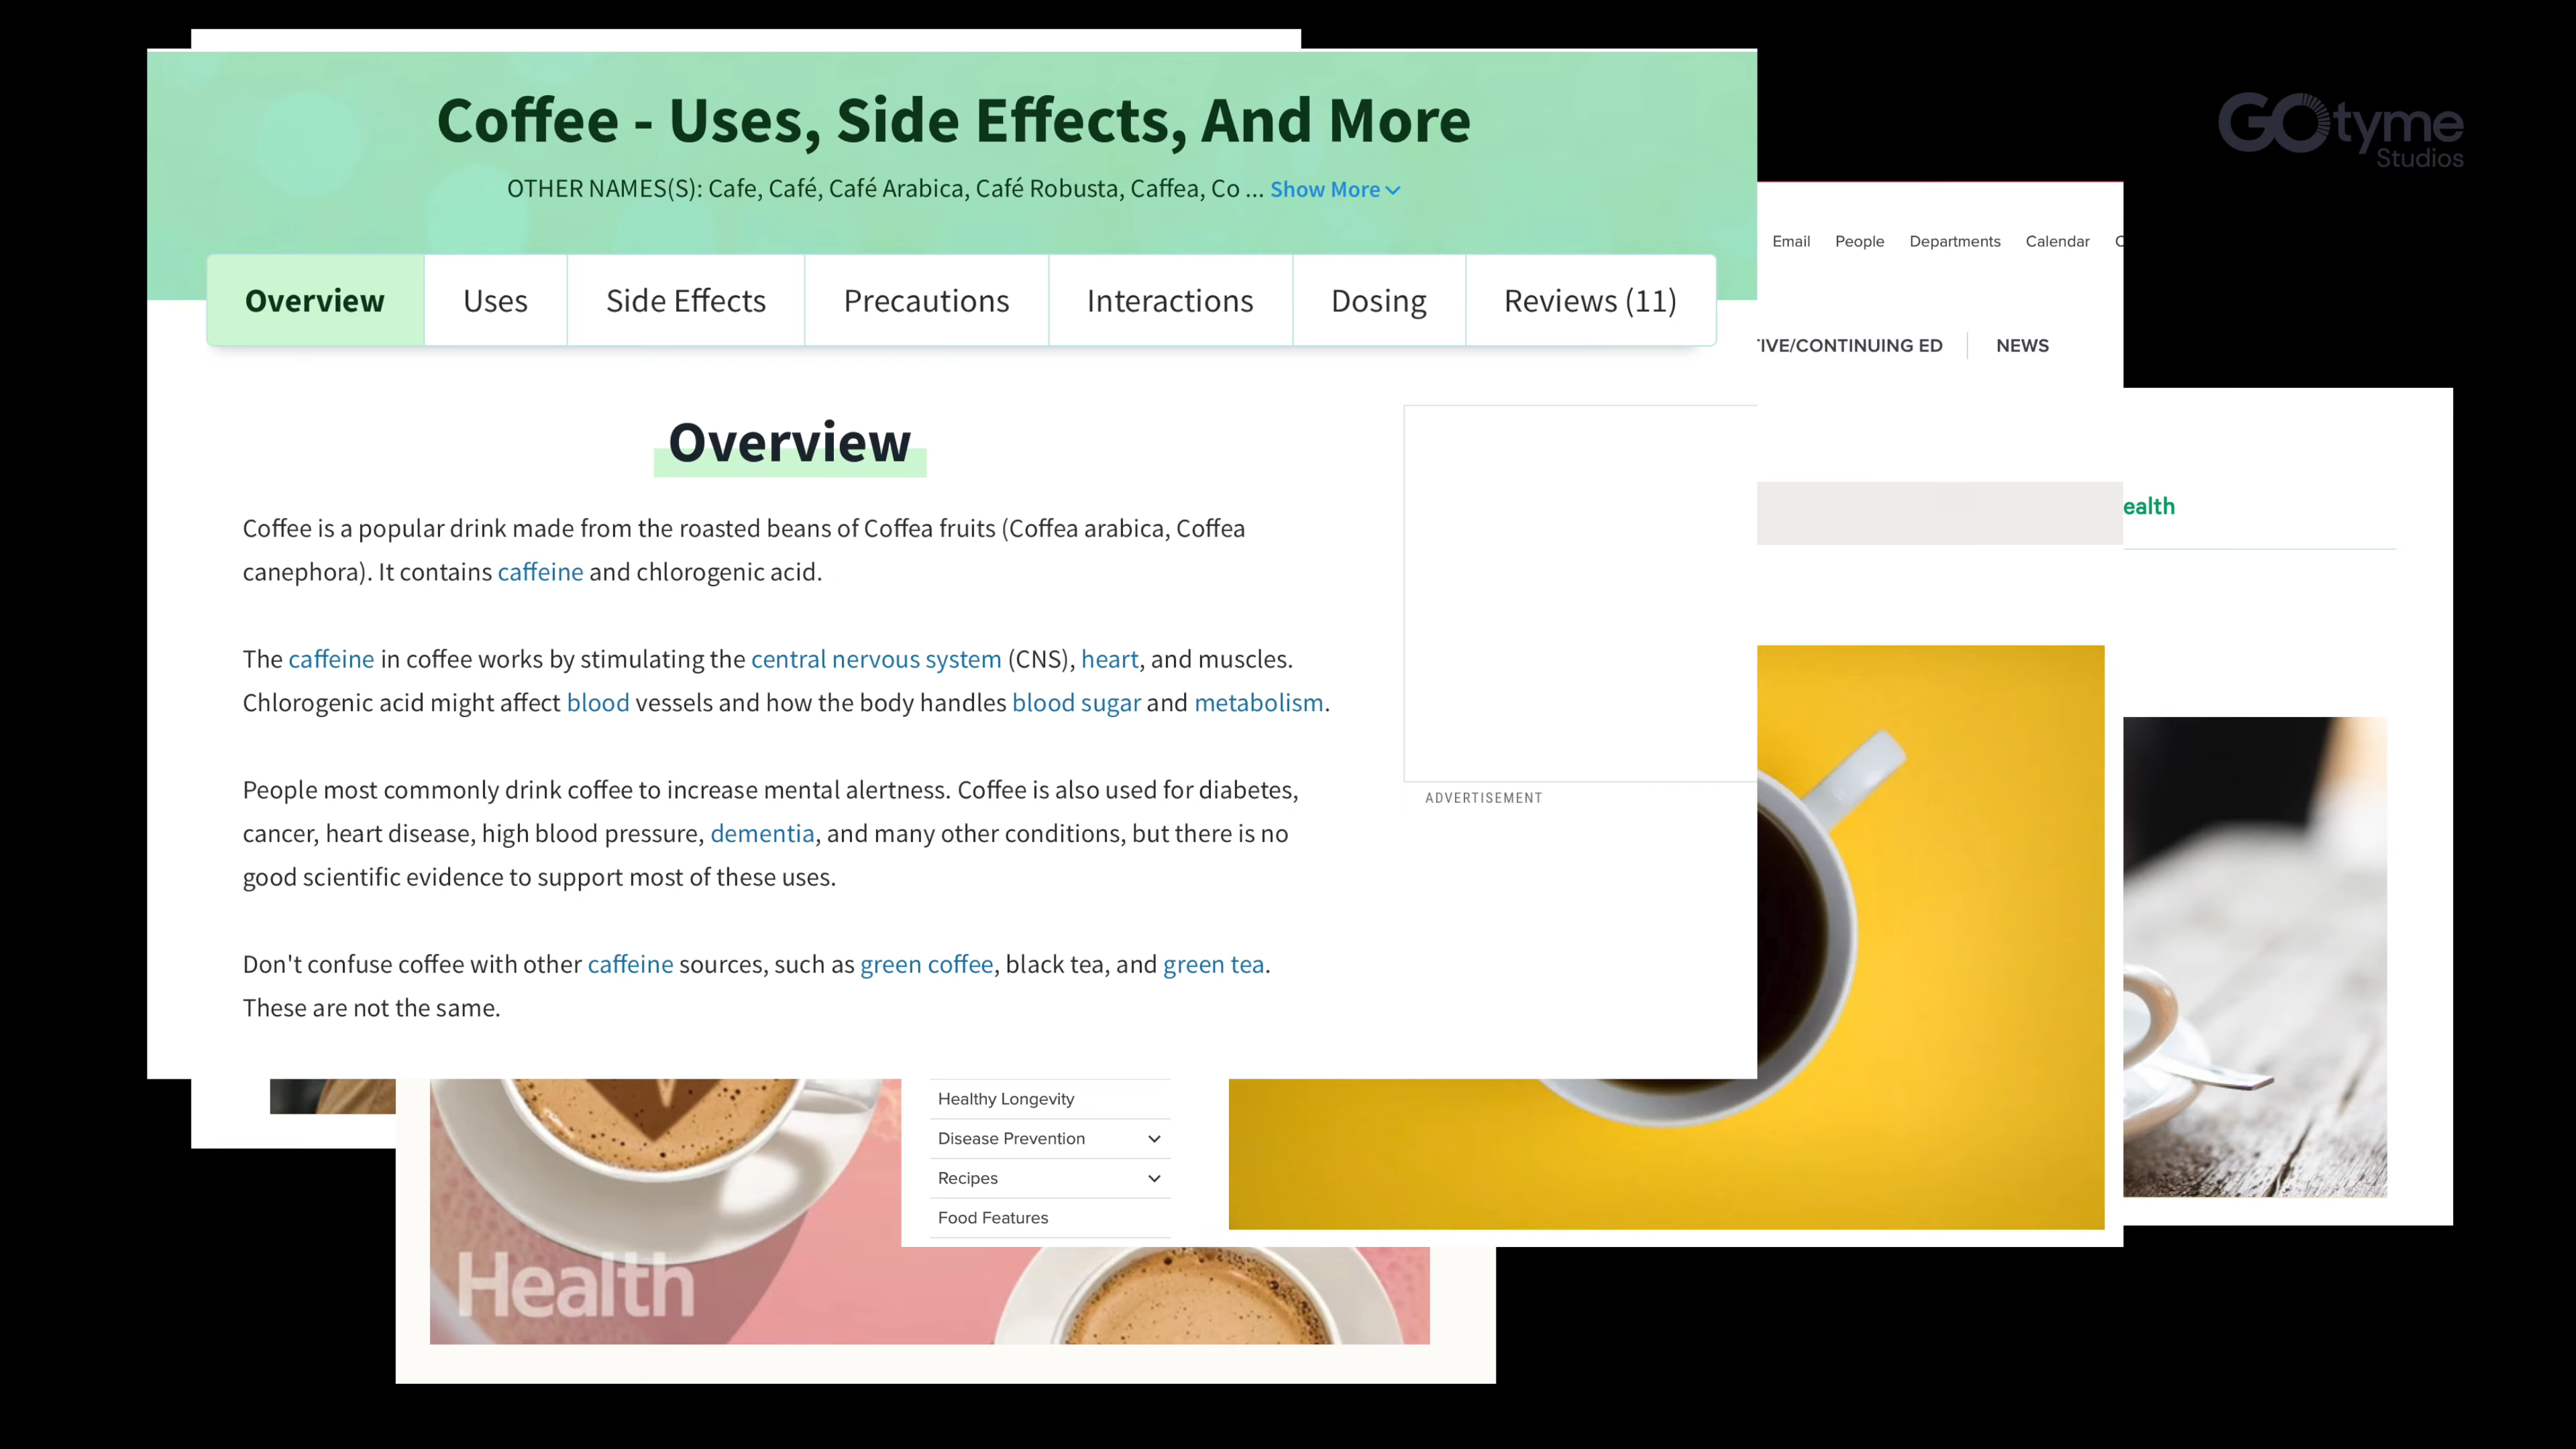 Coffee - Uses, Side Effects, And More
OTHER NAMES(S): Cafe, Café, Café Arabica, Café Robusta, Caffea, Co ... Show More
Overview
Uses
Side Effects
Precautions
Interactions
Dosing
Reviews (11)
Overview
Coffee is a popular drink made from the roasted beans of Coffea fruits (Coffea arabica, Coffea
canephora). It contains caffeine and chlorogenic acid.
The caffeine in coffee works by stimulating the central nervous system (CNS), heart, and muscles.
Chlorogenic acid might affect blood vessels and how the body handles blood sugar and metabolism.
People most commonly drink coffee to increase mental alertness. Coffee is also used for diabetes,
cancer, heart disease, high blood pressure, dementia, and many other conditions, but there is no
good scientific evidence to support most of these uses.
Don't confuse coffee with other caffeine sources, such as green coffee, black tea, and green tea.
These are not the same.
ADVERTISEMENT
GOtyme
Studios
Email People Departments Calendar
IVE/CONTINUING ED
NEWS
ealth
Healthy Longevity
Disease Prevention
Recipes
Food Features
Health